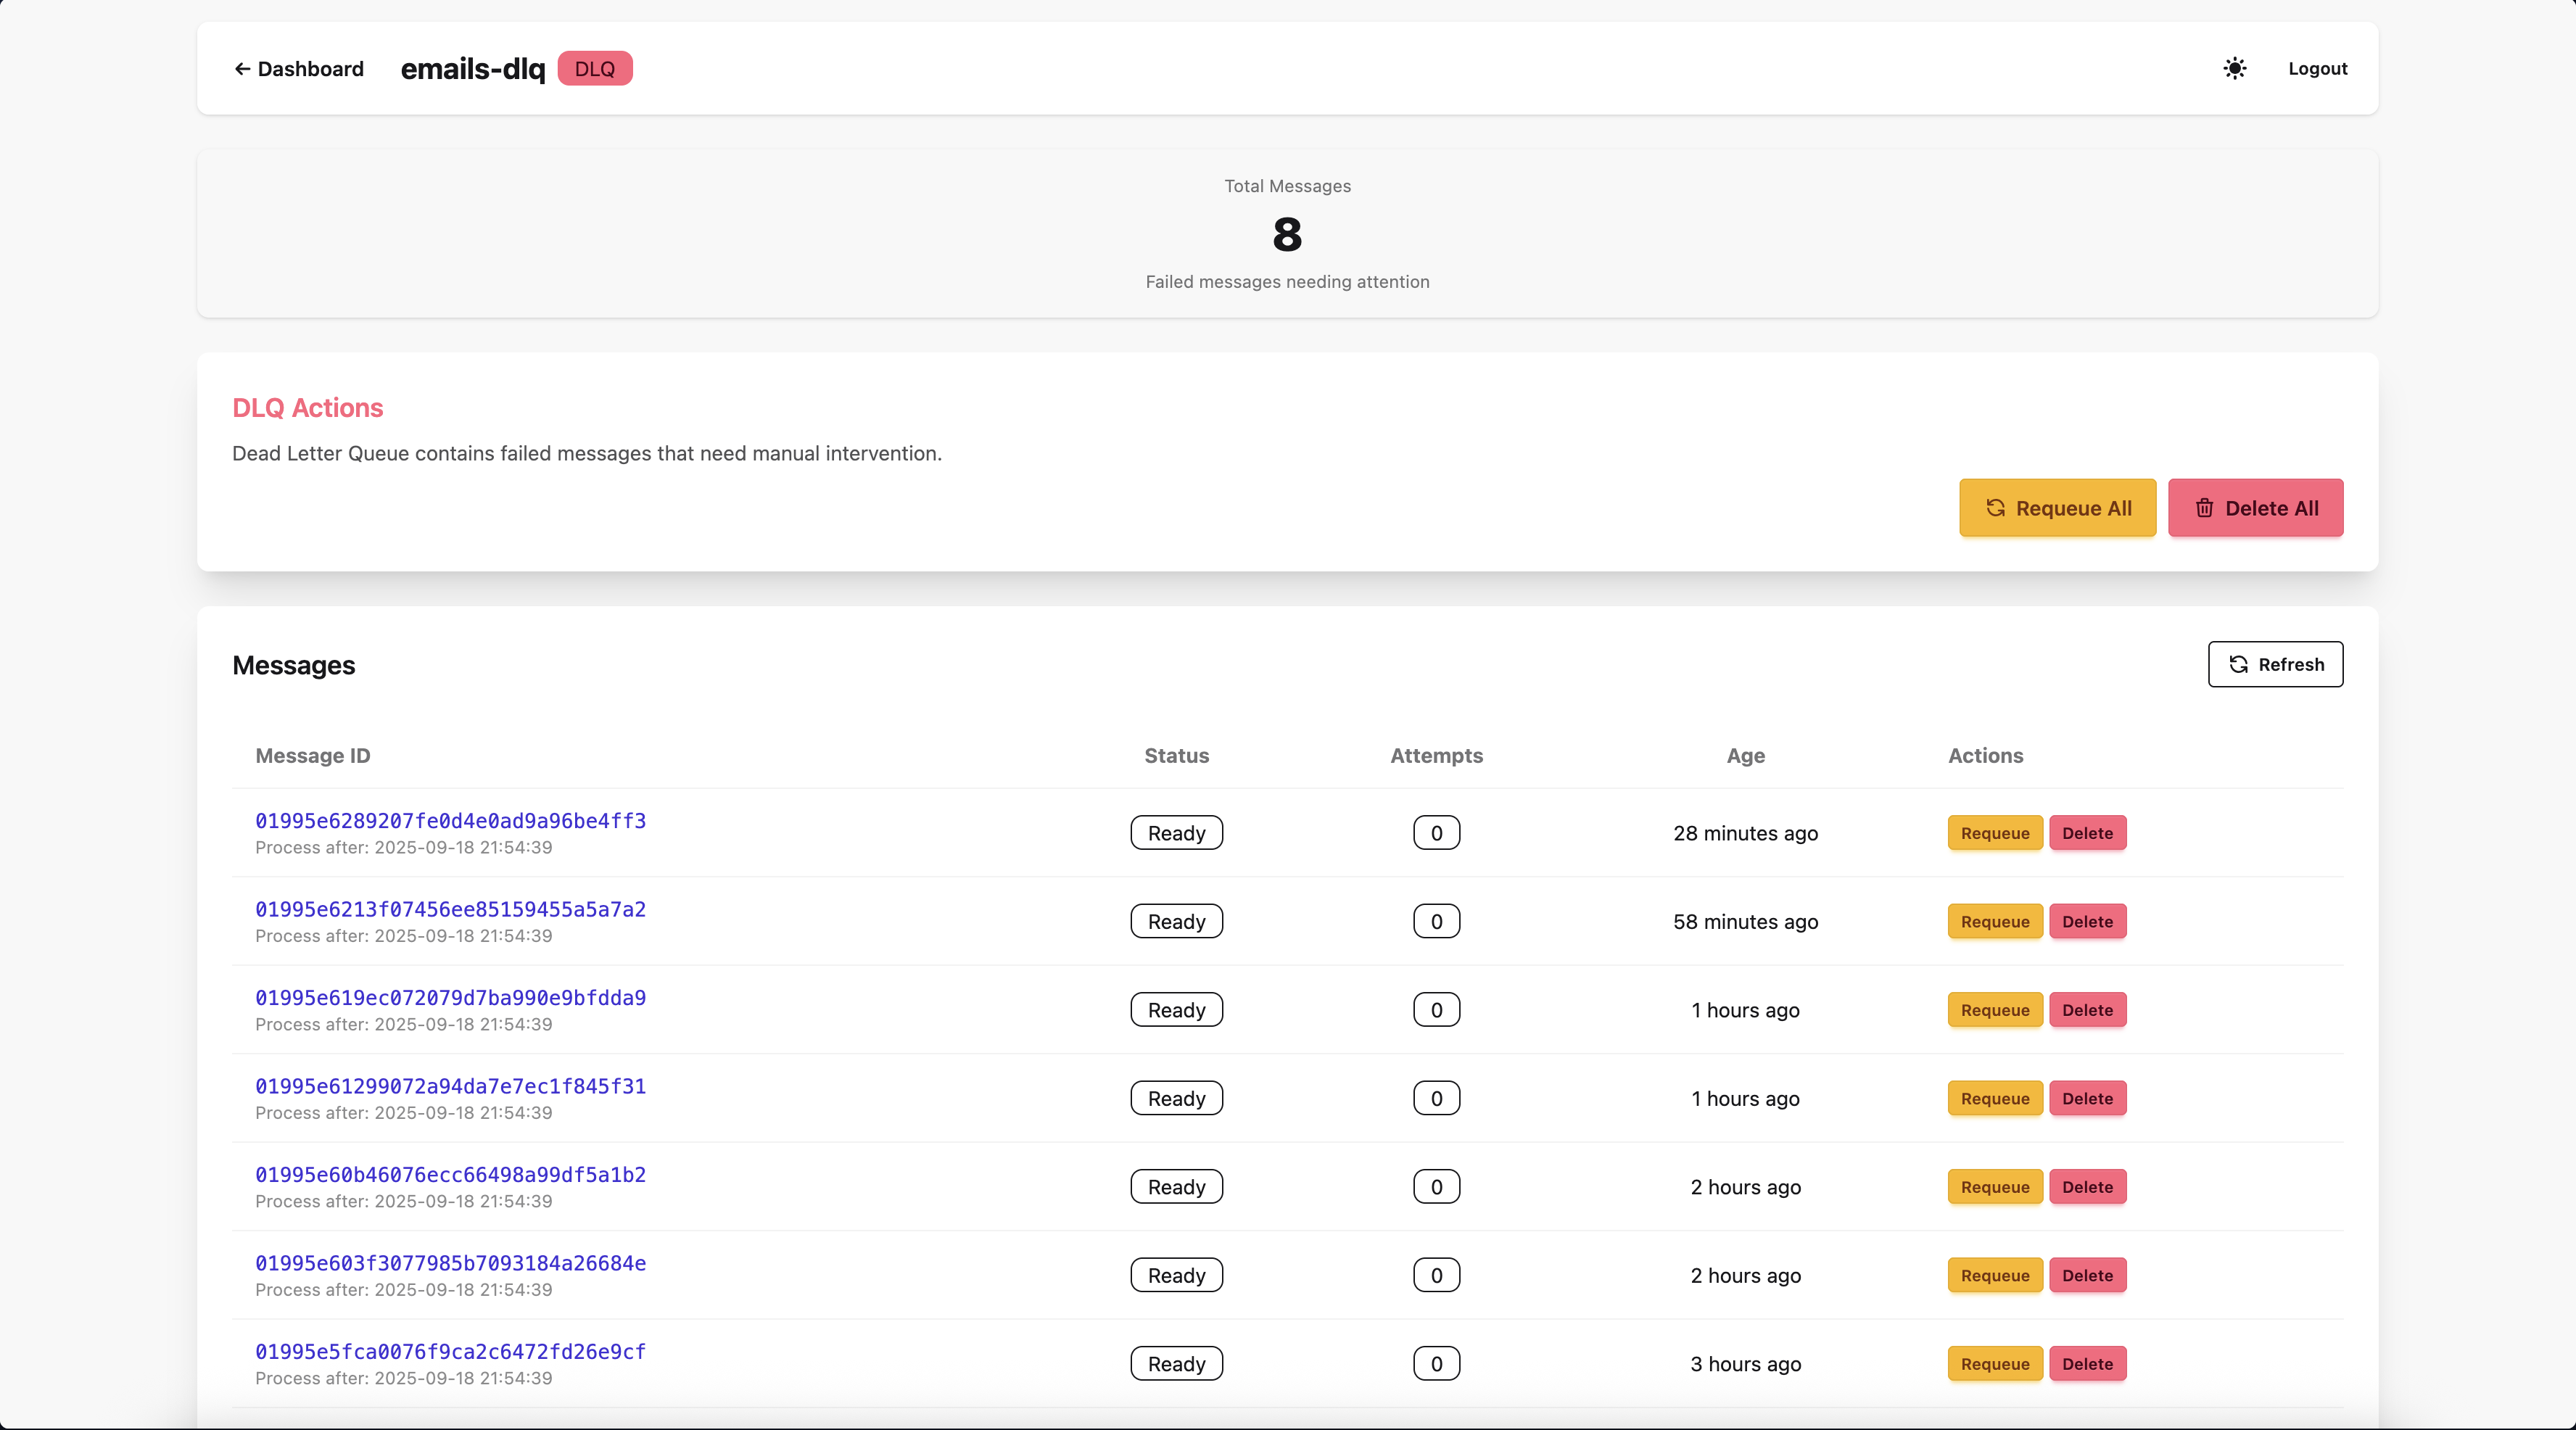 ← Dashboard emails-dlq DLQ Logout
Total Messages
8
Failed messages needing attention
DLQ Actions
Dead Letter Queue contains failed messages that need manual intervention.
Requeue All Delete All
Messages Refresh
Message ID Status Attempts Age Actions
01995e6289207fe0d4e0ad9a96be4ff3 Ready 0 28 minutes ago Requeue Delete
Process after: 2025-09-18 21:54:39
01995e6213f07456ee85159455a5a7a2 Ready 0 58 minutes ago Requeue Delete
Process after: 2025-09-18 21:54:39
01995e619ec072079d7ba990e9bfdda9 Ready 0 1 hours ago Requeue Delete
Process after: 2025-09-18 21:54:39
01995e61299072a94da7e7ec1f845f31 Ready 0 1 hours ago Requeue Delete
Process after: 2025-09-18 21:54:39
01995e60b46076ecc66498a99df5a1b2 Ready 0 2 hours ago Requeue Delete
Process after: 2025-09-18 21:54:39
01995e603f3077985b7093184a26684e Ready 0 2 hours ago Requeue Delete
Process after: 2025-09-18 21:54:39
01995e5fca0076f9ca2c6472fd26e9cf Ready 0 3 hours ago Requeue Delete
Process after: 2025-09-18 21:54:39